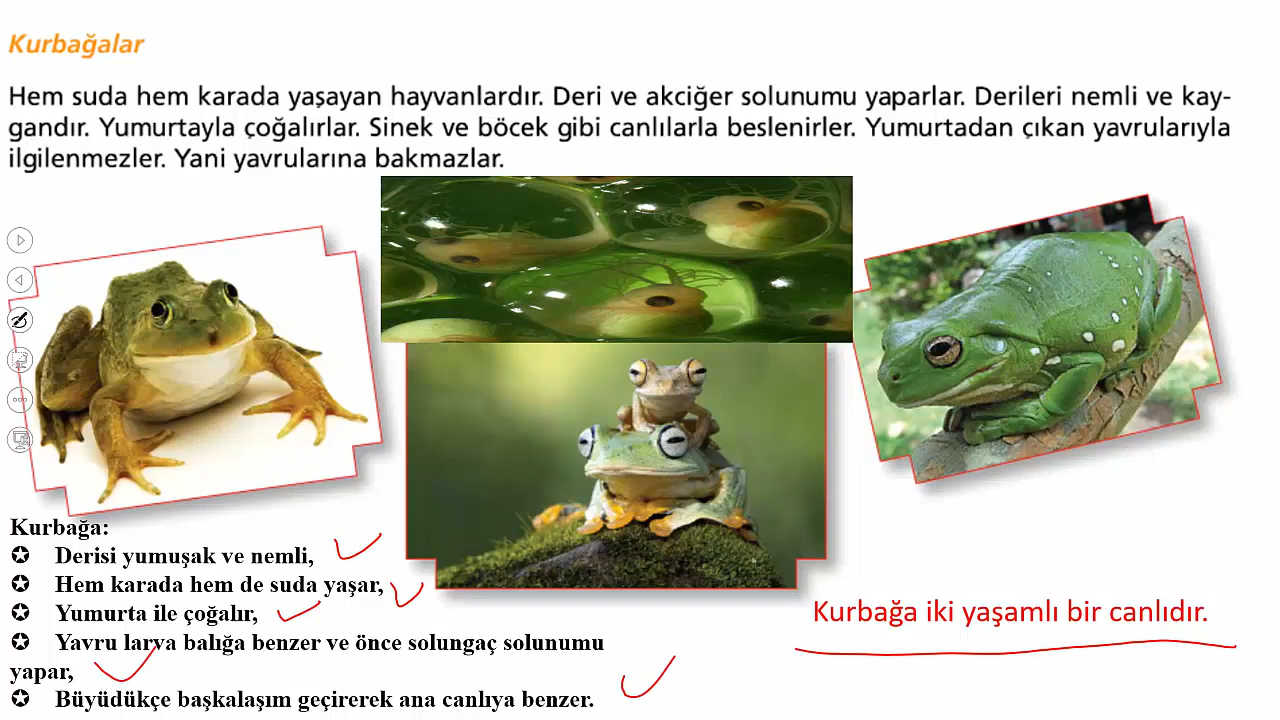 Kurbağalar
Hem suda hem karada yaşayan hayvanlardır. Deri ve akciğer solunumu yaparlar. Derileri nemli ve kay-
gandır. Yumurtayla çoğalırlar. Sinek ve böcek gibi canlılarla beslenirler. Yumurtadan çıkan yavrularıyla
ilgilenmezler. Yani yavrularına bakmazlar.
Kurbağa:
✪ Derisi yumuşak ve nemli,
✪ Hem karada hem de suda yaşar,
✪ Yumurta ile çoğalır,
✪ Yavru larva balığa benzer ve önce solungaç solunumu
yapar,
✪ Büyüdükçe başkalaşım geçirerek ana canlıya benzer.
Kurbağa iki yaşamlı bir canlıdır.